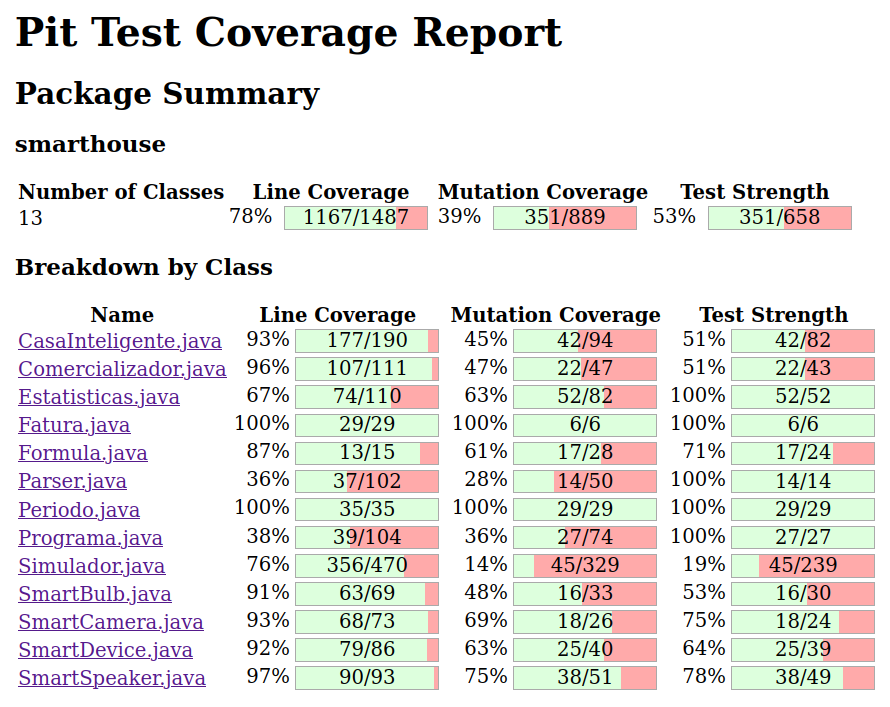 Pit Test Coverage Report
Package Summary
smarthouse
Number of Classes Line Coverage Mutation Coverage Test Strength
13 78% 1167/1487 39% 351/889 53% 351/658
Breakdown by Class
Name Line Coverage Mutation Coverage Test Strength
CasaInteligente.java 93% 177/190 45% 42/94 51% 42/82
Comercializador.java 96% 107/111 47% 22/47 51% 22/43
Estatisticas.java 67% 74/110 63% 52/82 100% 52/52
Fatura.java 100% 29/29 100% 6/6 100% 6/6
Formula.java 87% 13/15 61% 17/28 71% 17/24
Parser.java 36% 37/102 28% 14/50 100% 14/14
Periodo.java 100% 35/35 100% 29/29 100% 29/29
Programa.java 38% 39/104 36% 27/74 100% 27/27
Simulador.java 76% 356/470 14% 45/329 19% 45/239
SmartBulb.java 91% 63/69 48% 16/33 53% 16/30
SmartCamera.java 93% 68/73 69% 18/26 75% 18/24
SmartDevice.java 92% 79/86 63% 25/40 64% 25/39
SmartSpeaker.java 97% 90/93 75% 38/51 78% 38/49